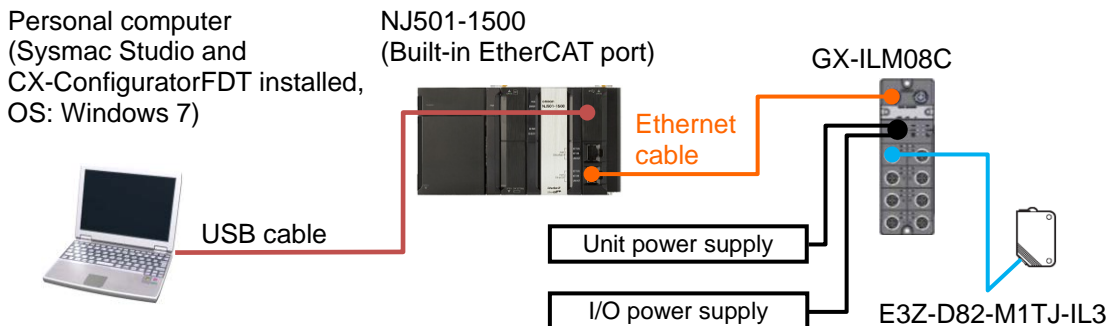 Personal computer
(Sysmac Studio and
CX-ConfiguratorFDT installed,
OS: Windows 7)
NJ501-1500
(Built-in EtherCAT port)
GX-ILM08C
Ethernet
cable
USB cable
Unit power supply
I/O power supply
E3Z-D82-M1TJ-IL3